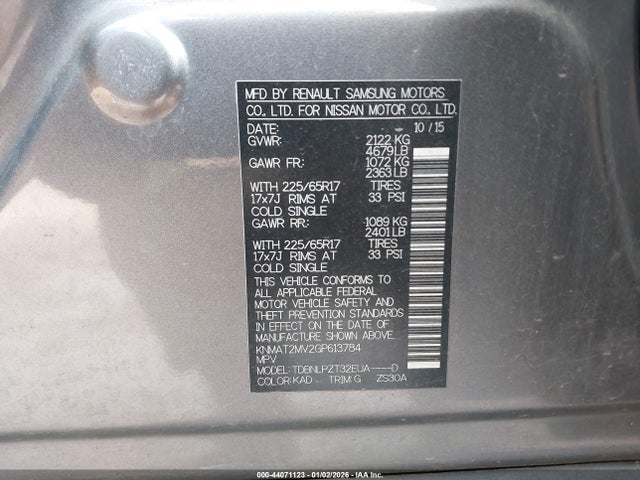 MFD BY RENAULT SAMSUNG MOTORS
CO., LTD. FOR NISSAN MOTOR CO., LTD.
DATE: 10 / 15
GVWR: 2122 KG
4679 LB
GAWR FR: 1072 KG
2363 LB
WITH 225/65R17 TIRES
17x7J RIMS AT 33 PSI
COLD SINGLE
GAWR RR: 1089 KG
2401 LB
WITH 225/65R17 TIRES
17x7J RIMS AT 33 PSI
COLD SINGLE
THIS VEHICLE CONFORMS TO
ALL APPLICABLE FEDERAL
MOTOR VEHICLE SAFETY AND
THEFT PREVENTION STANDARDS
IN EFFECT ON THE DATE OF
MANUFACTURE SHOWN ABOVE.
KNMAT2MV2GP613784
MPV
MODEL: TDBNLPZT32EUA----D
COLOR: KAD TRIM: G ZS30A
000-44071123 - 01/02/2026 - © IAA Inc.